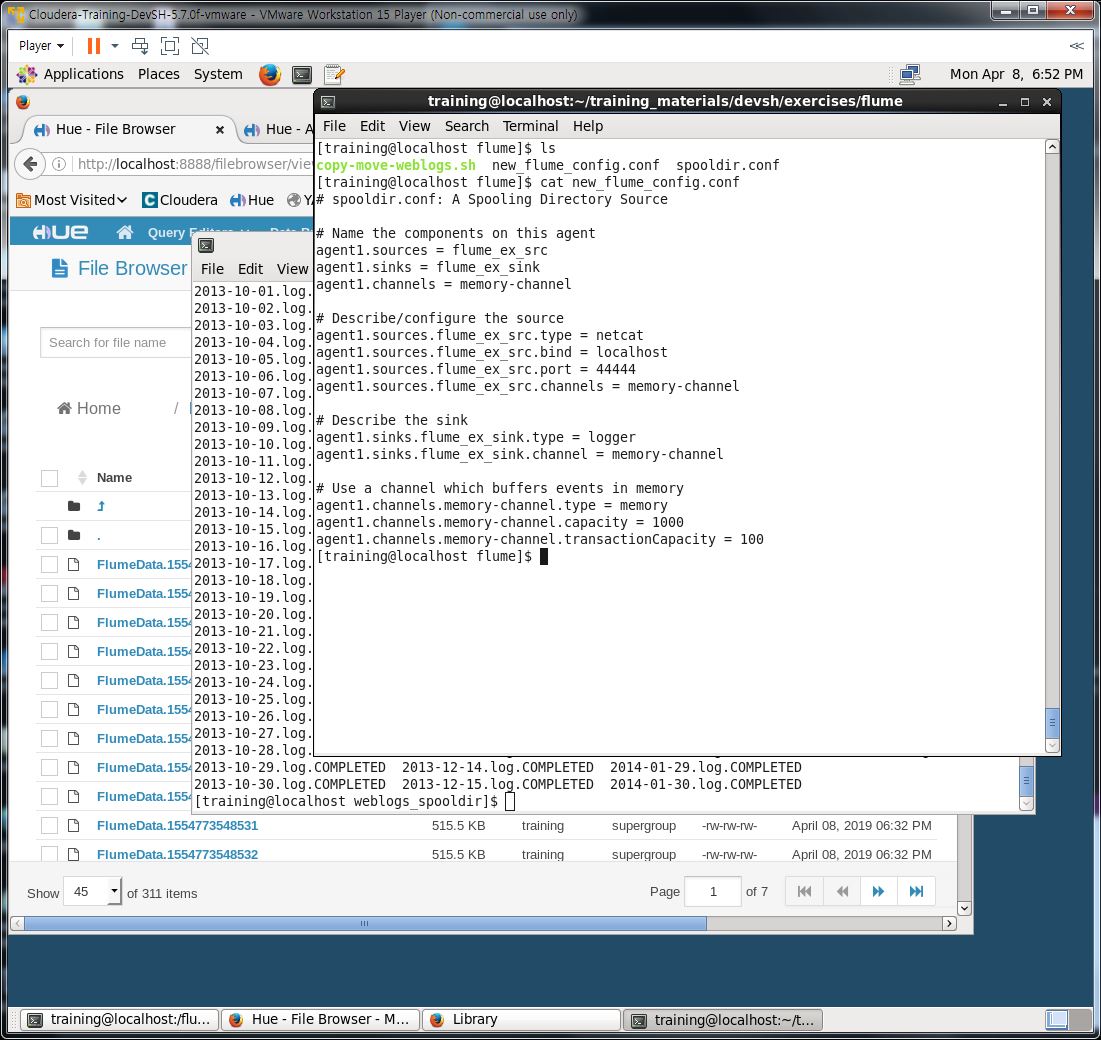 Cloudera-Training-DevSH-5.7.0f-vmware - VMware Workstation 15 Player (Non-commercial use only)
Player
Applications Places System Mon Apr 8, 6:52 PM
training@localhost:~/training_materials/devsh/exercises/flume
File Edit View Search Terminal Help
[training@localhost flume]$ ls
copy-move-weblogs.sh new_flume_config.conf spooldir.conf
[training@localhost flume]$ cat new_flume_config.conf
# spooldir.conf: A Spooling Directory Source
# Name the components on this agent
agent1.sources = flume_ex_src
agent1.sinks = flume_ex_sink
agent1.channels = memory-channel
# Describe/configure the source
agent1.sources.flume_ex_src.type = netcat
agent1.sources.flume_ex_src.bind = localhost
agent1.sources.flume_ex_src.port = 44444
agent1.sources.flume_ex_src.channels = memory-channel
# Describe the sink
agent1.sinks.flume_ex_sink.type = logger
agent1.sinks.flume_ex_sink.channel = memory-channel
# Use a channel which buffers events in memory
agent1.channels.memory-channel.type = memory
agent1.channels.memory-channel.capacity = 1000
agent1.channels.memory-channel.transactionCapacity = 100
[training@localhost flume]$
Hue - File Browser Hue - A
http://localhost:8888/filebrowser/vie
Most Visited Cloudera Hue
HUE Query Editors
File Browser
Search for file name
Home /
Name
.
FlumeData.1554
FlumeData.1554
FlumeData.1554
FlumeData.1554
FlumeData.1554
FlumeData.1554
FlumeData.1554
FlumeData.1554
FlumeData.1554
FlumeData.1554773548531 515.5 KB training supergroup -rw-rw-rw- April 08, 2019 06:32 PM
FlumeData.1554773548532 515.5 KB training supergroup -rw-rw-rw- April 08, 2019 06:32 PM
Show 45 of 311 items Page 1 of 7
File Edit View
2013-10-01.log.
2013-10-02.log.
2013-10-03.log.
2013-10-04.log.
2013-10-05.log.
2013-10-06.log.
2013-10-07.log.
2013-10-08.log.
2013-10-09.log.
2013-10-10.log.
2013-10-11.log.
2013-10-12.log.
2013-10-13.log.
2013-10-14.log.
2013-10-15.log.
2013-10-16.log.
2013-10-17.log.
2013-10-18.log.
2013-10-19.log.
2013-10-20.log.
2013-10-21.log.
2013-10-22.log.
2013-10-23.log.
2013-10-24.log.
2013-10-25.log.
2013-10-26.log.
2013-10-27.log.
2013-10-28.log.
2013-10-29.log.COMPLETED 2013-12-14.log.COMPLETED 2014-01-29.log.COMPLETED
2013-10-30.log.COMPLETED 2013-12-15.log.COMPLETED 2014-01-30.log.COMPLETED
[training@localhost weblogs_spooldir]$
training@localhost:/flu... Hue - File Browser - M... Library training@localhost:~/t...